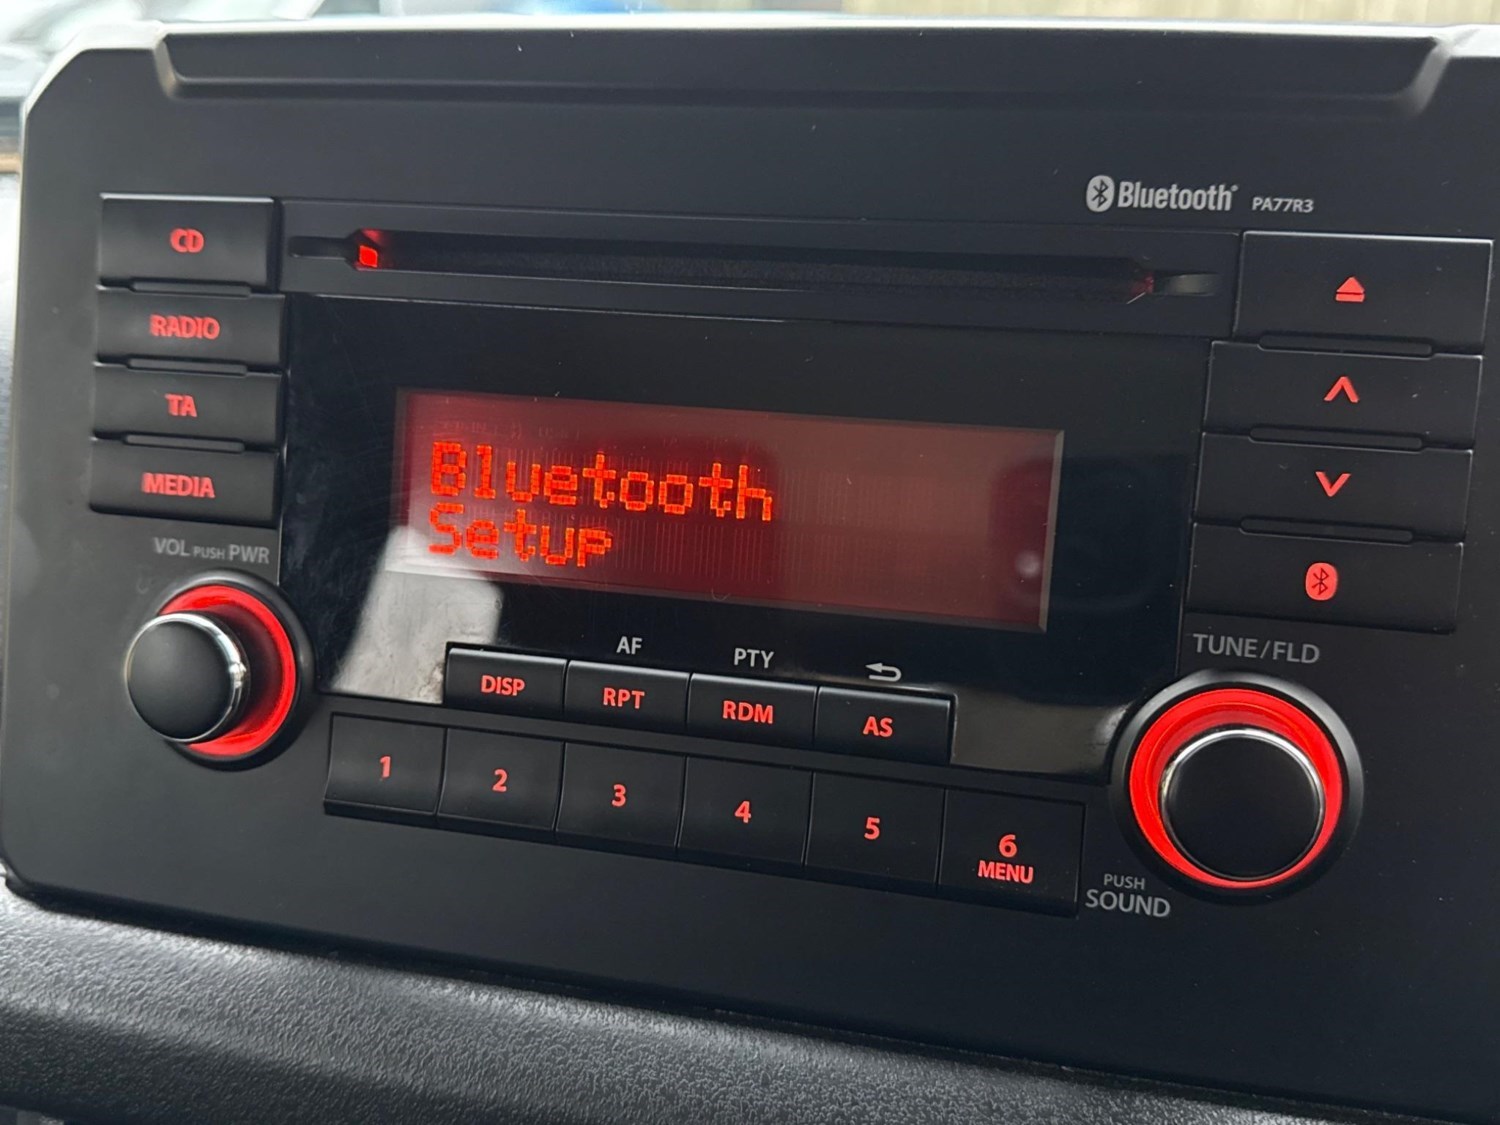 Bluetooth® PA77R3
CD
RADIO
TA
MEDIA
VOL PUSH PWR
Bluetooth
Setup
AF
PTY
DISP
RPT
RDM
AS
1
2
3
4
5
6
MENU
TUNE/FLD
PUSH
SOUND